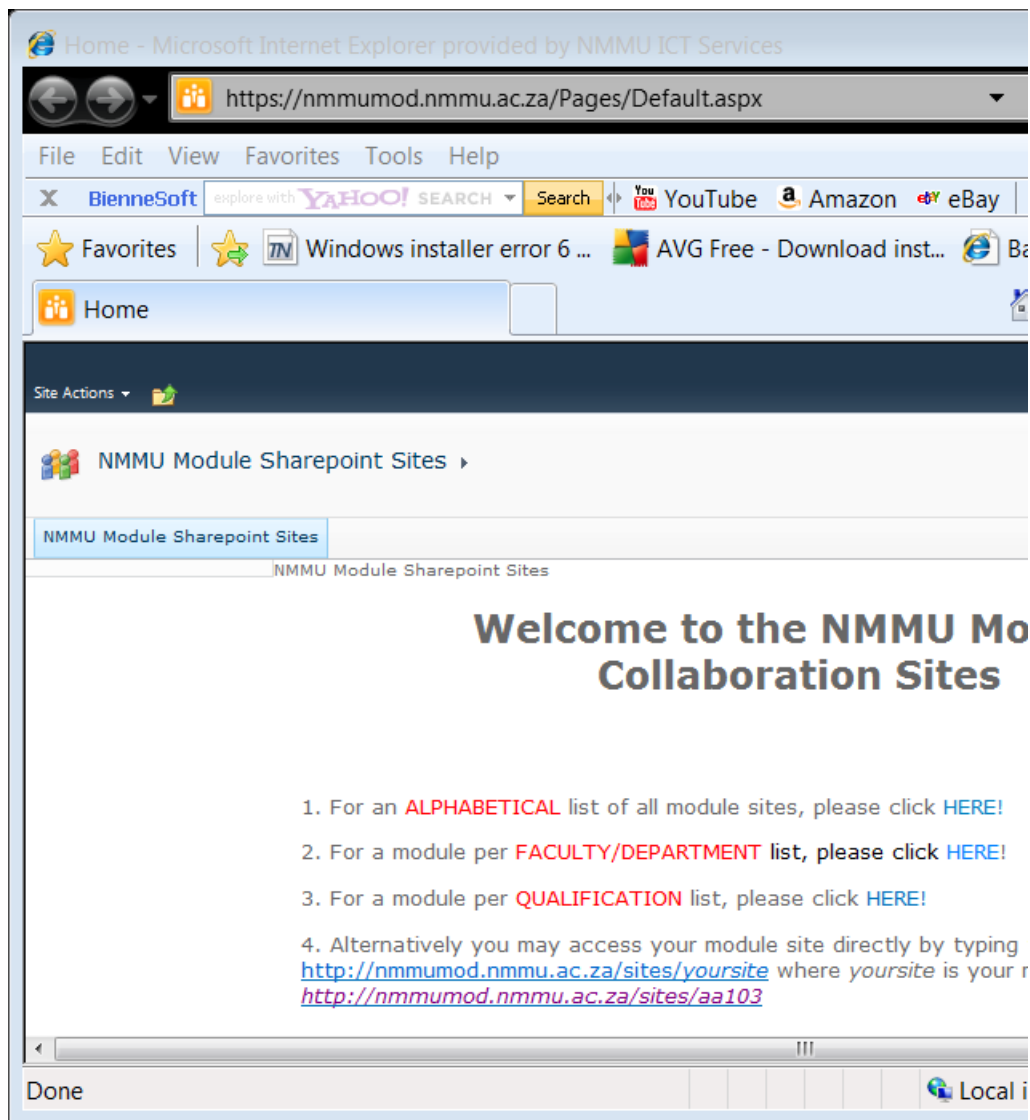 Home - Microsoft Internet Explorer provided by NMMU ICT Services
https://nmmumod.nmmu.ac.za/Pages/Default.aspx
File Edit View Favorites Tools Help
X BienneSoft explore with YAHOO! SEARCH Search You Tube YouTube a Amazon ebY eBay
Favorites TN Windows installer error 6 ... AVG Free - Download inst... Ba
Home
Site Actions
NMMU Module Sharepoint Sites
NMMU Module Sharepoint Sites
NMMU Module Sharepoint Sites
Welcome to the NMMU Mo
Collaboration Sites
1. For an ALPHABETICAL list of all module sites, please click HERE!
2. For a module per FACULTY/DEPARTMENT list, please click HERE!
3. For a module per QUALIFICATION list, please click HERE!
4. Alternatively you may access your module site directly by typing
http://nmmumod.nmmu.ac.za/sites/yoursite where yoursite is your
http://nmmumod.nmmu.ac.za/sites/aa103
Done Local i